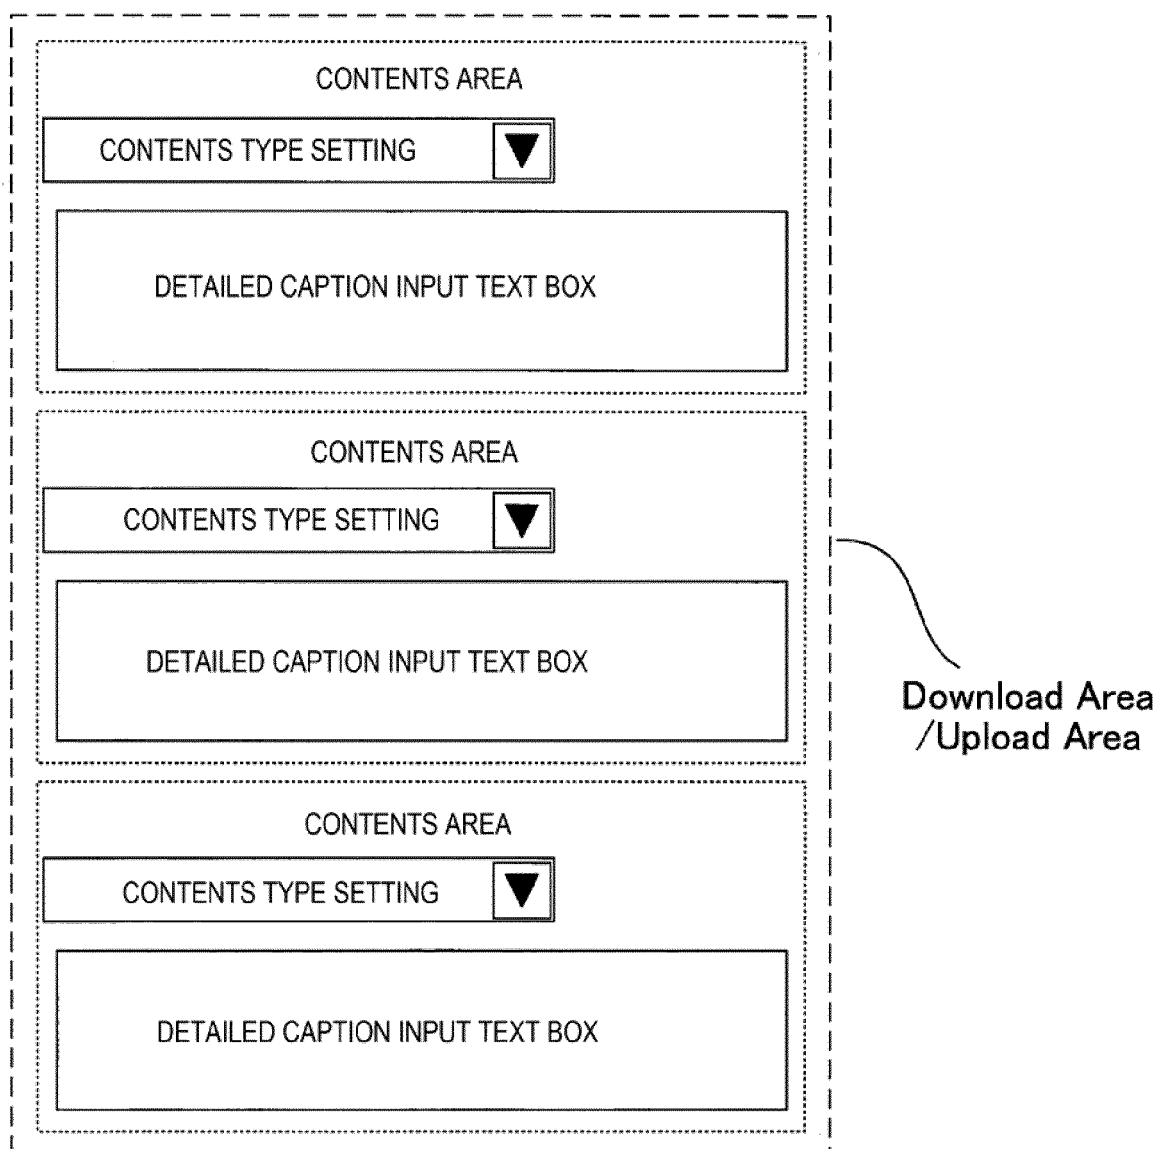 CONTENTS AREA
CONTENTS TYPE SETTING
DETAILED CAPTION INPUT TEXT BOX
CONTENTS AREA
CONTENTS TYPE SETTING
DETAILED CAPTION INPUT TEXT BOX
Download Area
/Upload Area
CONTENTS AREA
CONTENTS TYPE SETTING
DETAILED CAPTION INPUT TEXT BOX